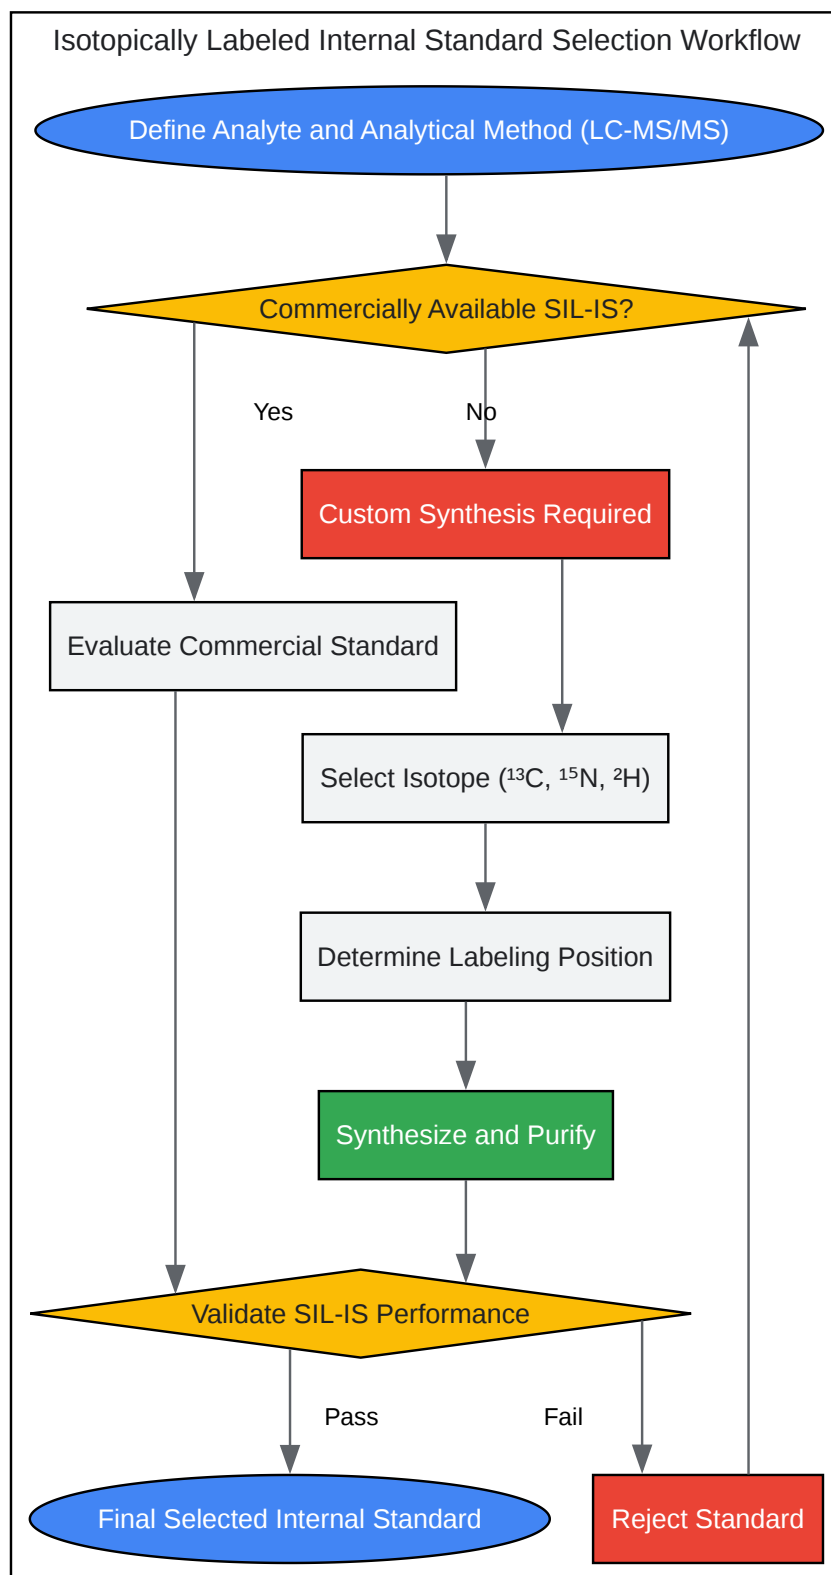 Isotopically Labeled Internal Standard Selection Workflow
Define Analyte and Analytical Method (LC-MS/MS)
Commercially Available SIL-IS?
Yes
No
Custom Synthesis Required
Evaluate Commercial Standard
Select Isotope (¹³C, ¹⁵N, ²H)
Determine Labeling Position
Synthesize and Purify
Validate SIL-IS Performance
Pass
Fail
Final Selected Internal Standard
Reject Standard